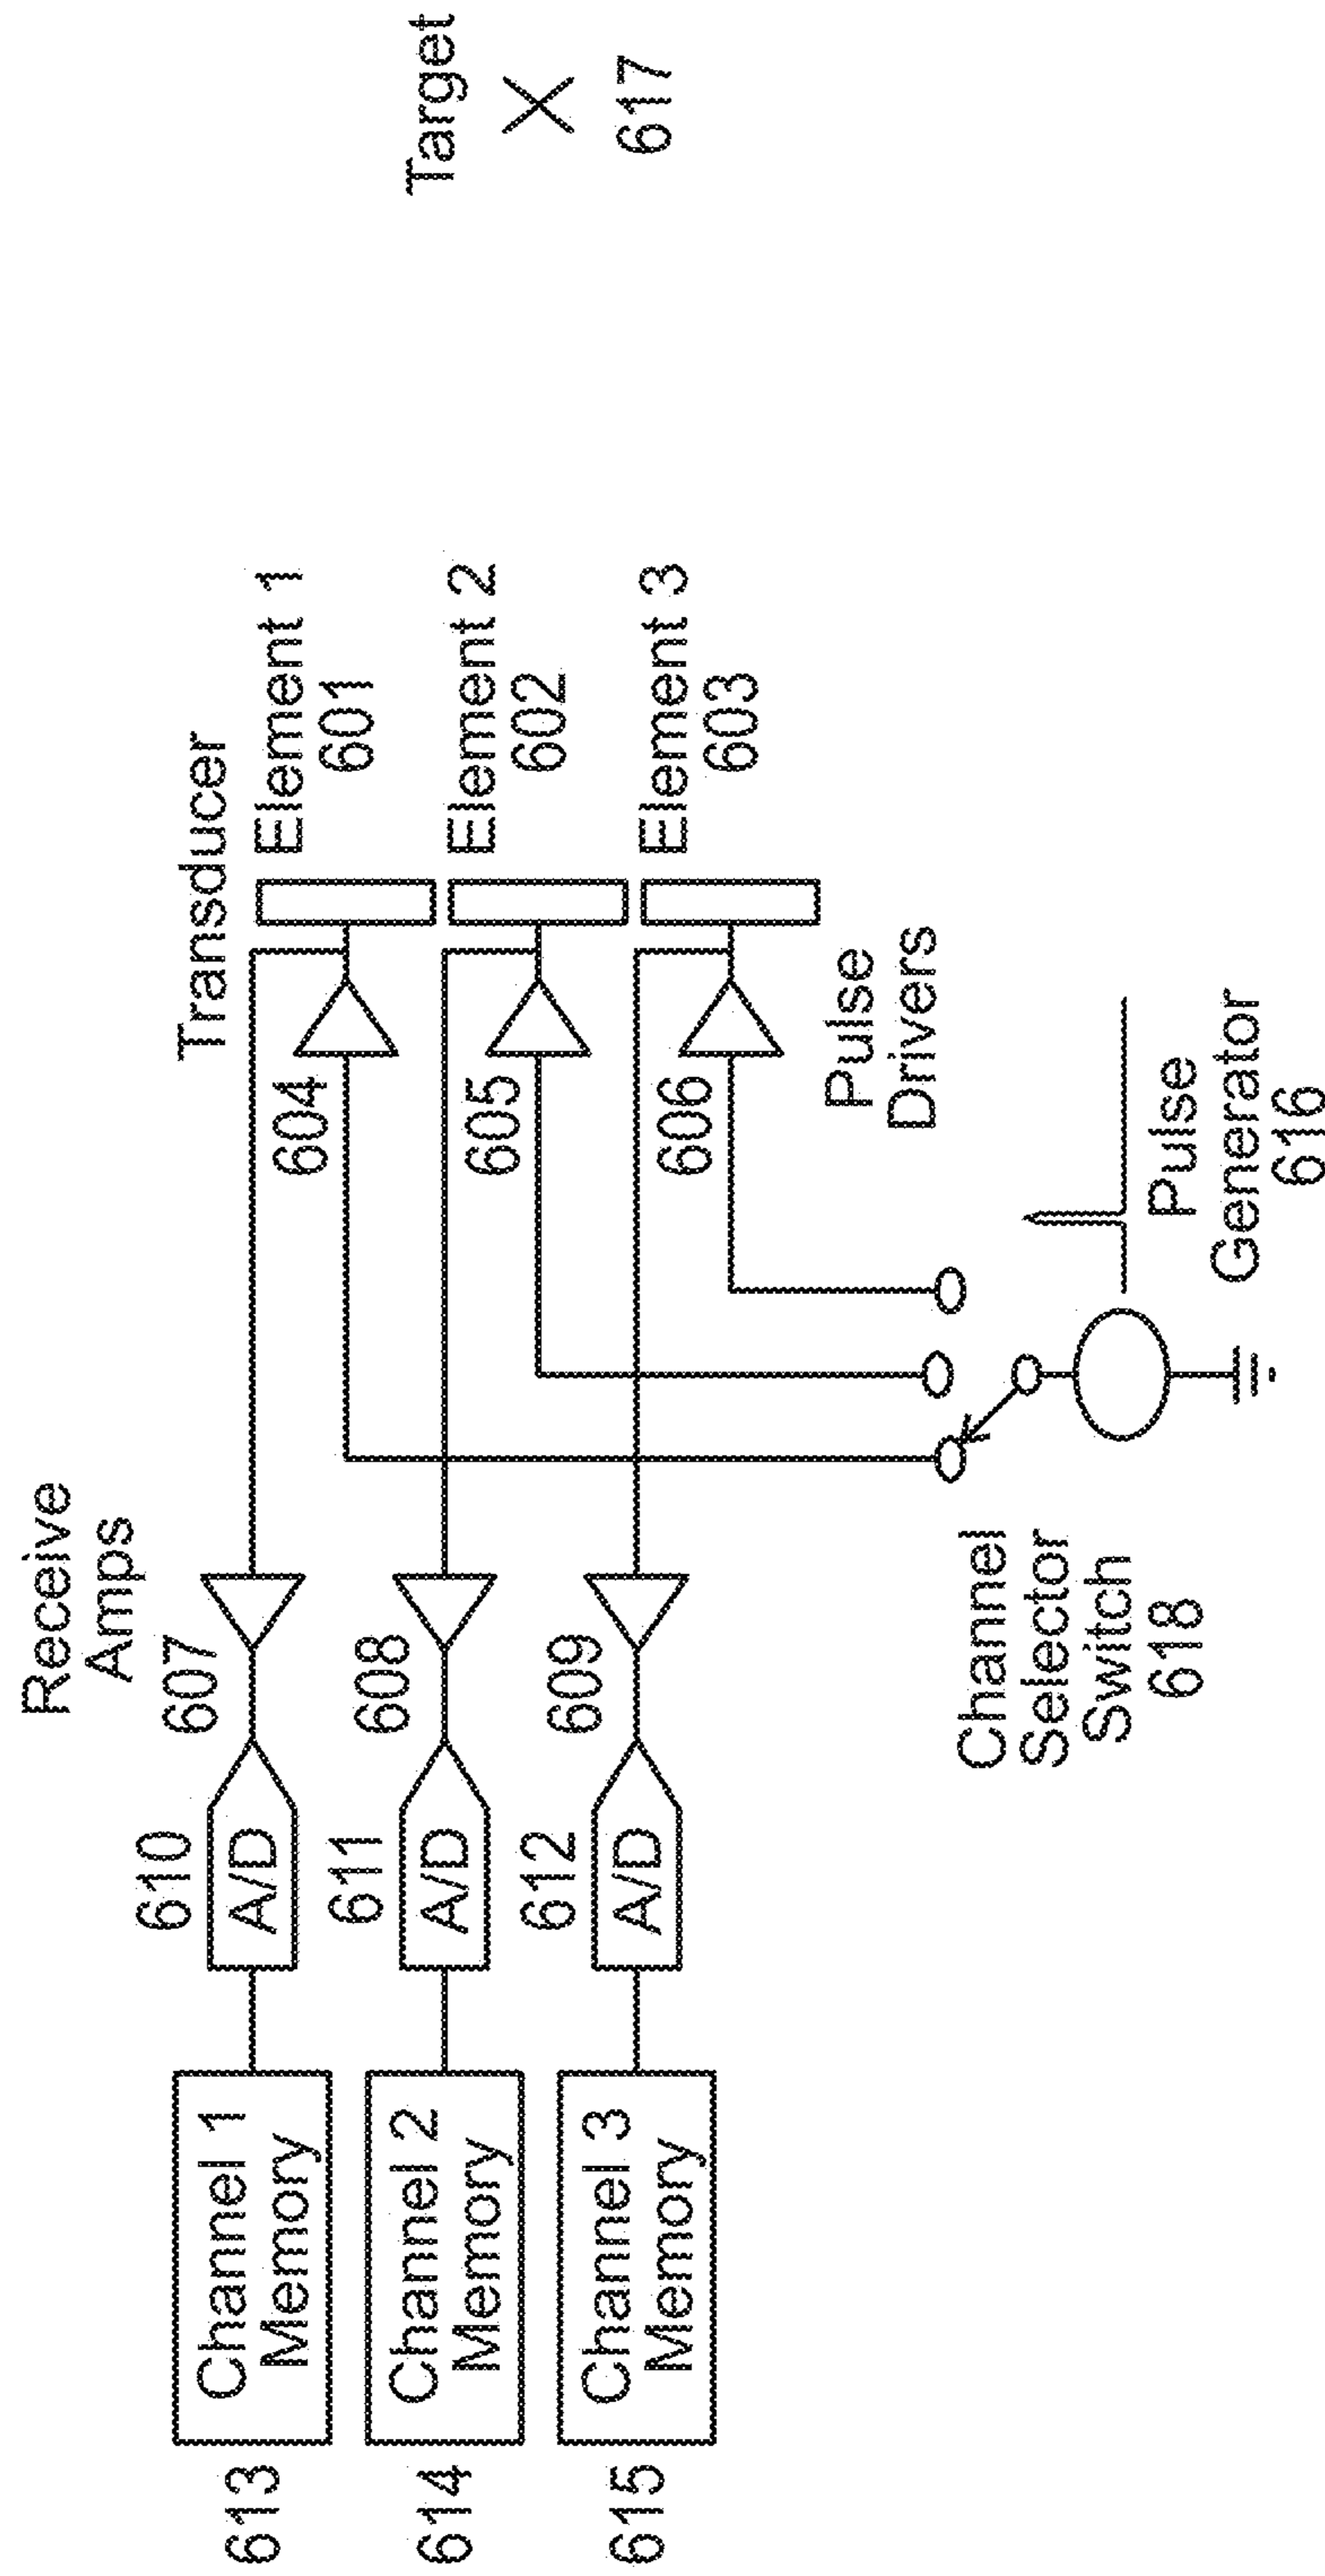 Receive
Amps
Transducer
613
Channel 1
Memory
610
A/D
607
604
Element 1
601
614
Channel 2
Memory
611
A/D
608
605
Element 2
602
Target
X
617
615
Channel 3
Memory
612
A/D
609
606
Element 3
603
Pulse
Drivers
Channel
Selector
Switch
618
Pulse
Generator
616